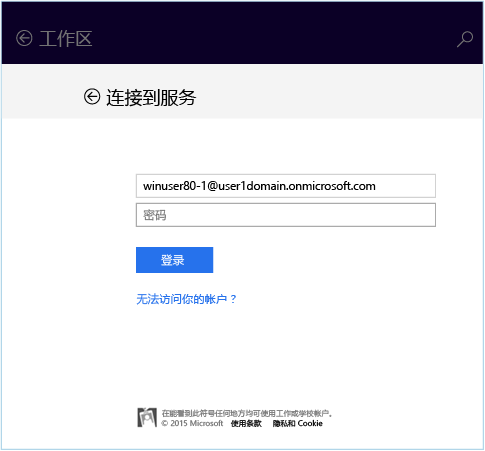 工作区
连接到服务
winuser80-1@user1domain.onmicrosoft.com
密码
登录
无法访问你的帐户？
在能看到此符号任何地方均可使用工作或学校帐户。
© 2015 Microsoft 使用条款 隐私和 Cookie